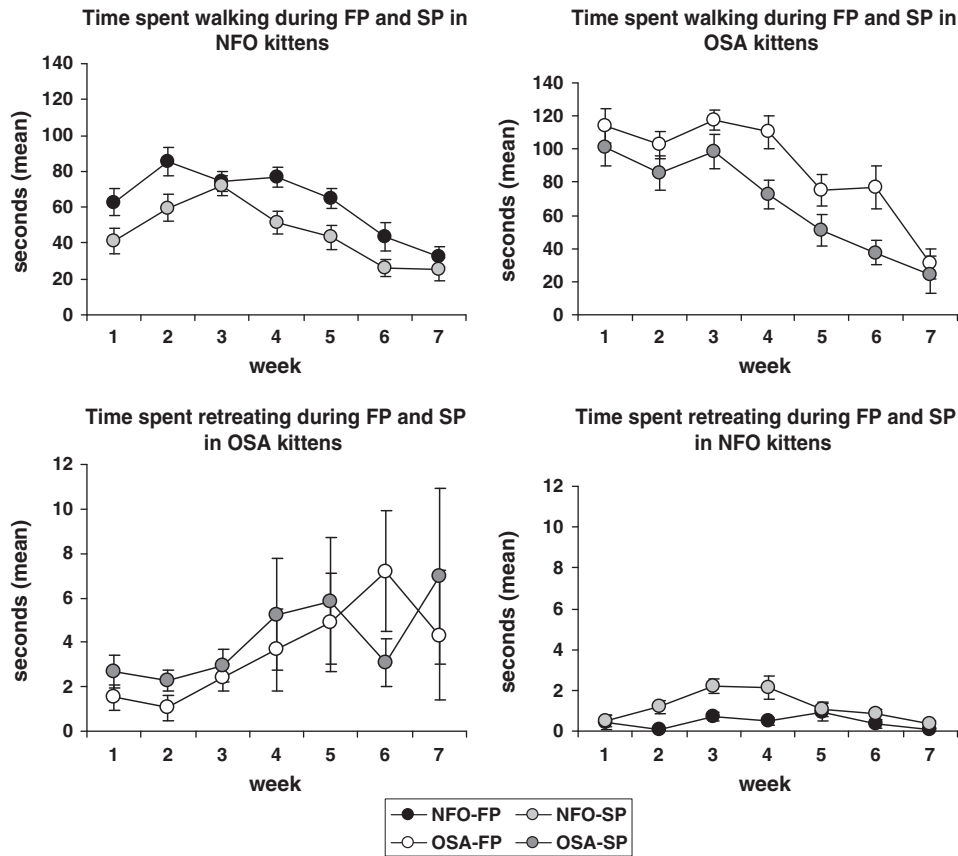 Time spent walking during FP and SP in
NFO kittens
140
120
100
80
60
40
20
0
seconds (mean)
1 2 3 4 5 6 7
week
Time spent walking during FP and SP in
OSA kittens
140
120
100
80
60
40
20
0
seconds (mean)
1 2 3 4 5 6 7
week
Time spent retreating during FP and SP
in OSA kittens
12
10
8
6
4
2
0
seconds (mean)
1 2 3 4 5 6 7
week
Time spent retreating during FP and SP
in NFO kittens
12
10
8
6
4
2
0
seconds (mean)
1 2 3 4 5 6 7
week
NFO-FP NFO-SP
OSA-FP OSA-SP